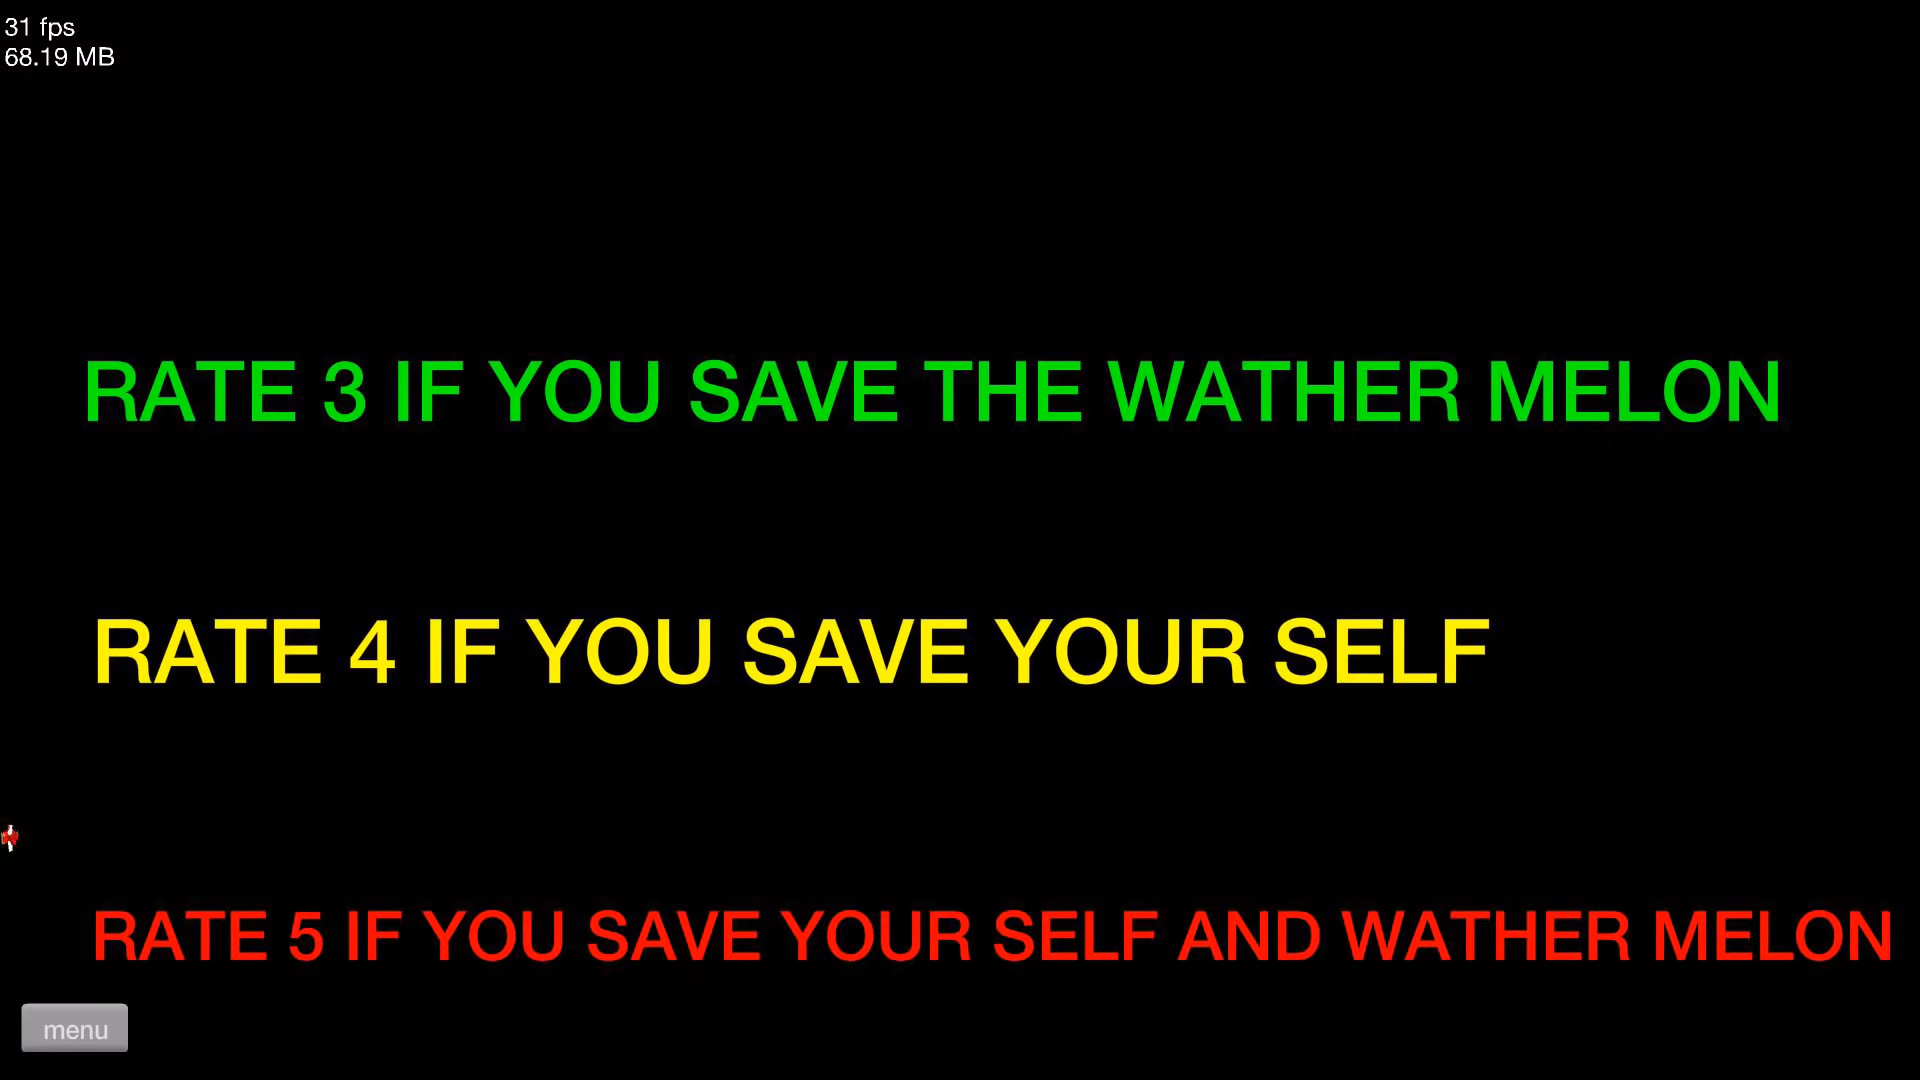 31 fps
68.19 MB
RATE 3 IF YOU SAVE THE WATHER MELON
RATE 4 IF YOU SAVE YOUR SELF
RATE 5 IF YOU SAVE YOUR SELF AND WATHER MELON
menu